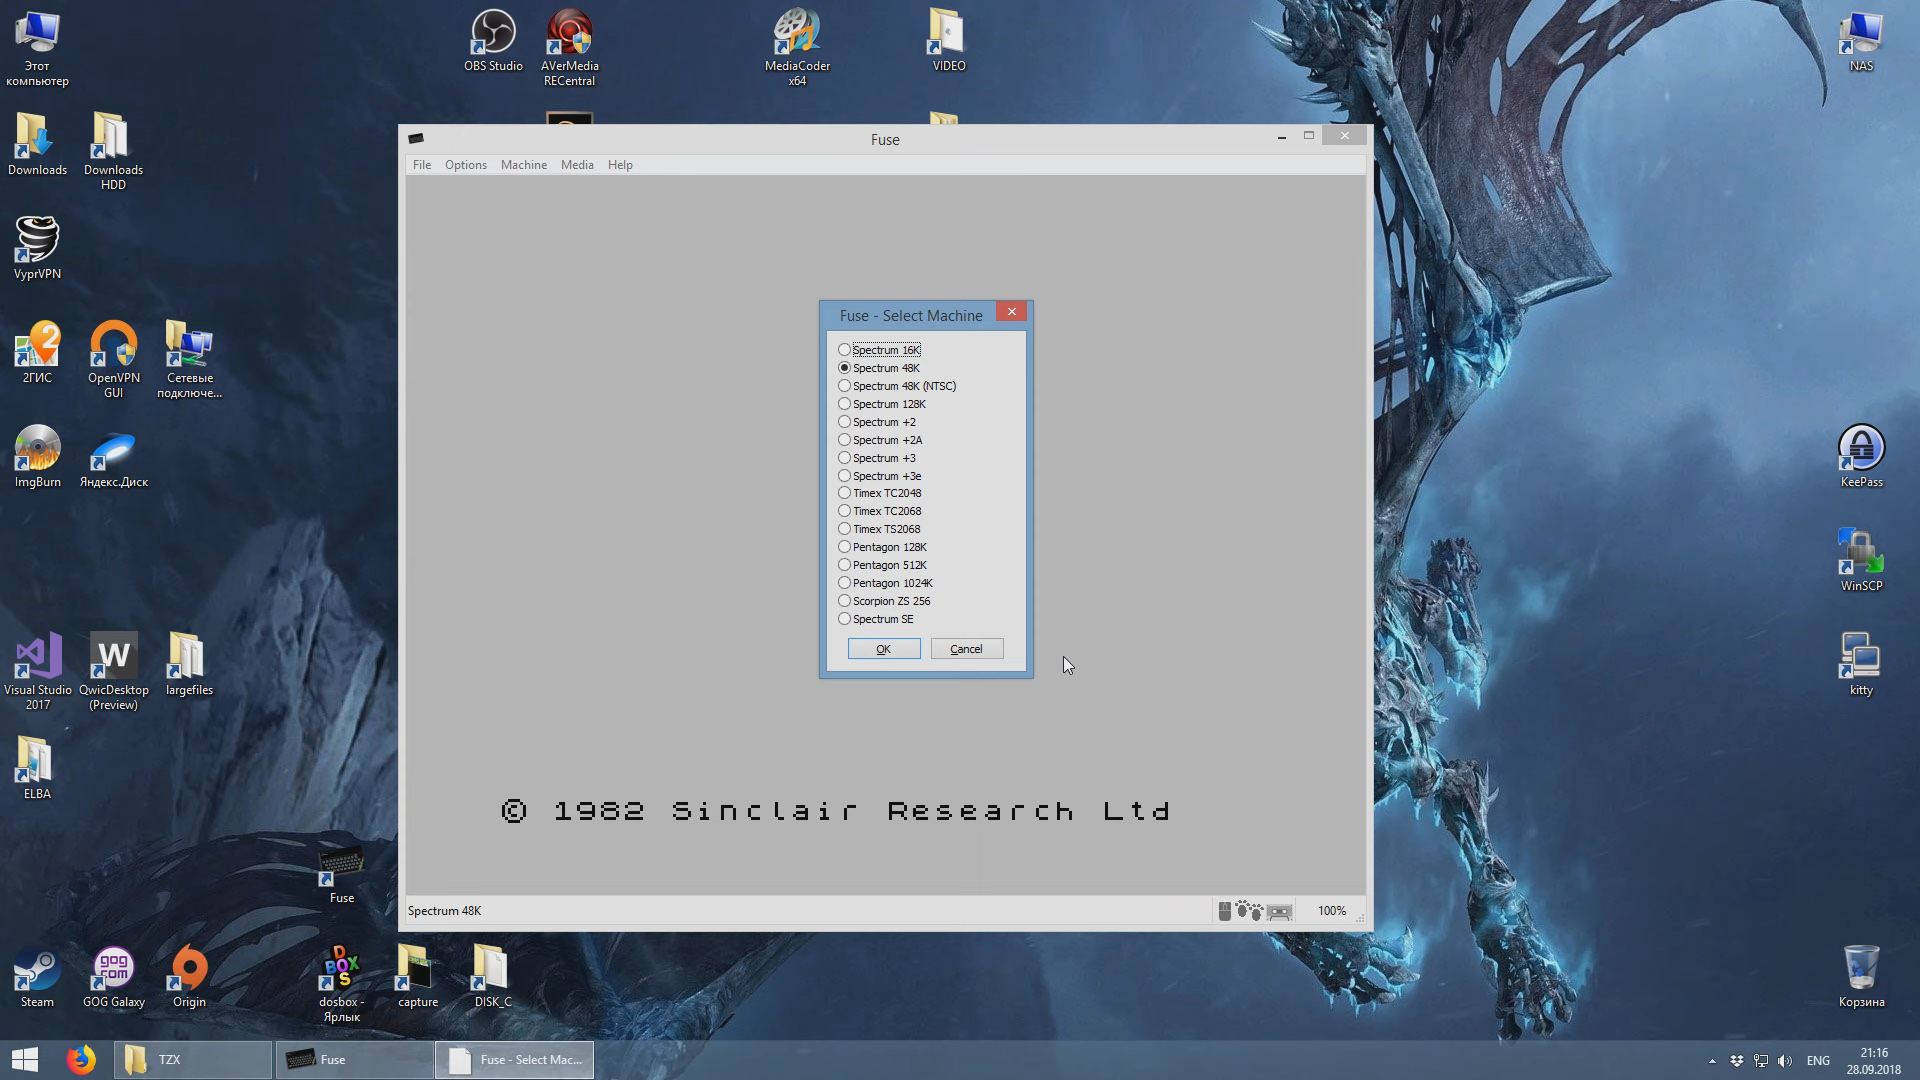 Этот
компьютер
OBS Studio
AVerMedia
RECentral
MediaCoder
x64
VIDEO
NAS
Downloads
Downloads
HDD
VyprVPN
2
2ГИС
OpenVPN
GUI
Сетевые
подключе...
ImgBurn
Яндекс.Диск
KeePass
WinSCP
Visual Studio
2017
W
QwicDesktop
(Preview)
largefiles
kitty
ELBA
Fuse
Steam
gog
com
GOG Galaxy
Origin
D
BOX
S
dosbox -
Ярлык
capture
DISK_C
Корзина
Fuse
File
Options
Machine
Media
Help
Fuse - Select Machine
Spectrum 16K
Spectrum 48K
Spectrum 48K (NTSC)
Spectrum 128K
Spectrum +2
Spectrum +2A
Spectrum +3
Spectrum +3e
Timex TC2048
Timex TC2068
Timex TS2068
Pentagon 128K
Pentagon 512K
Pentagon 1024K
Scorpion ZS 256
Spectrum SE
OK
Cancel
© 1982 Sinclair Research Ltd
Spectrum 48K
100%
TZX
Fuse
Fuse - Select Mac...
ENG
21:16
28.09.2018